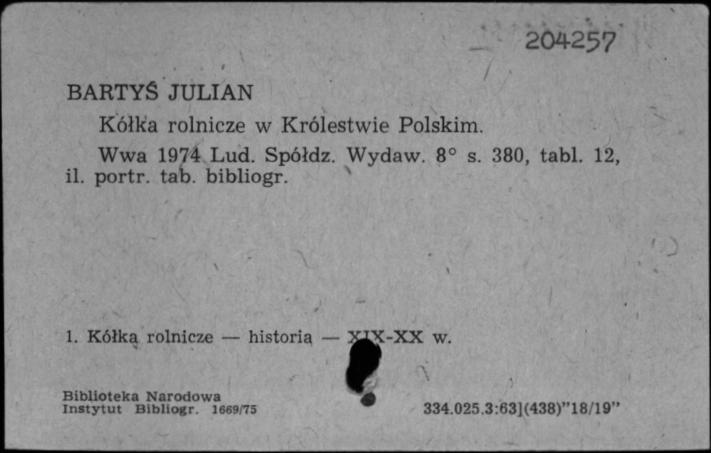 204257
BARTYŚ JULIAN
Kółka rolnicze w Królestwie Polskim.
Wwa 1974 Lud. Spółdz. Wydaw. 8° s. 380, tabl. 12,
il. portr. tab. bibliogr.
1. Kółka rolnicze — historia — XIX-XX w.
Biblioteka Narodowa
Instytut Bibliogr. 1669/75
334.025.3:63](438)”18/19”